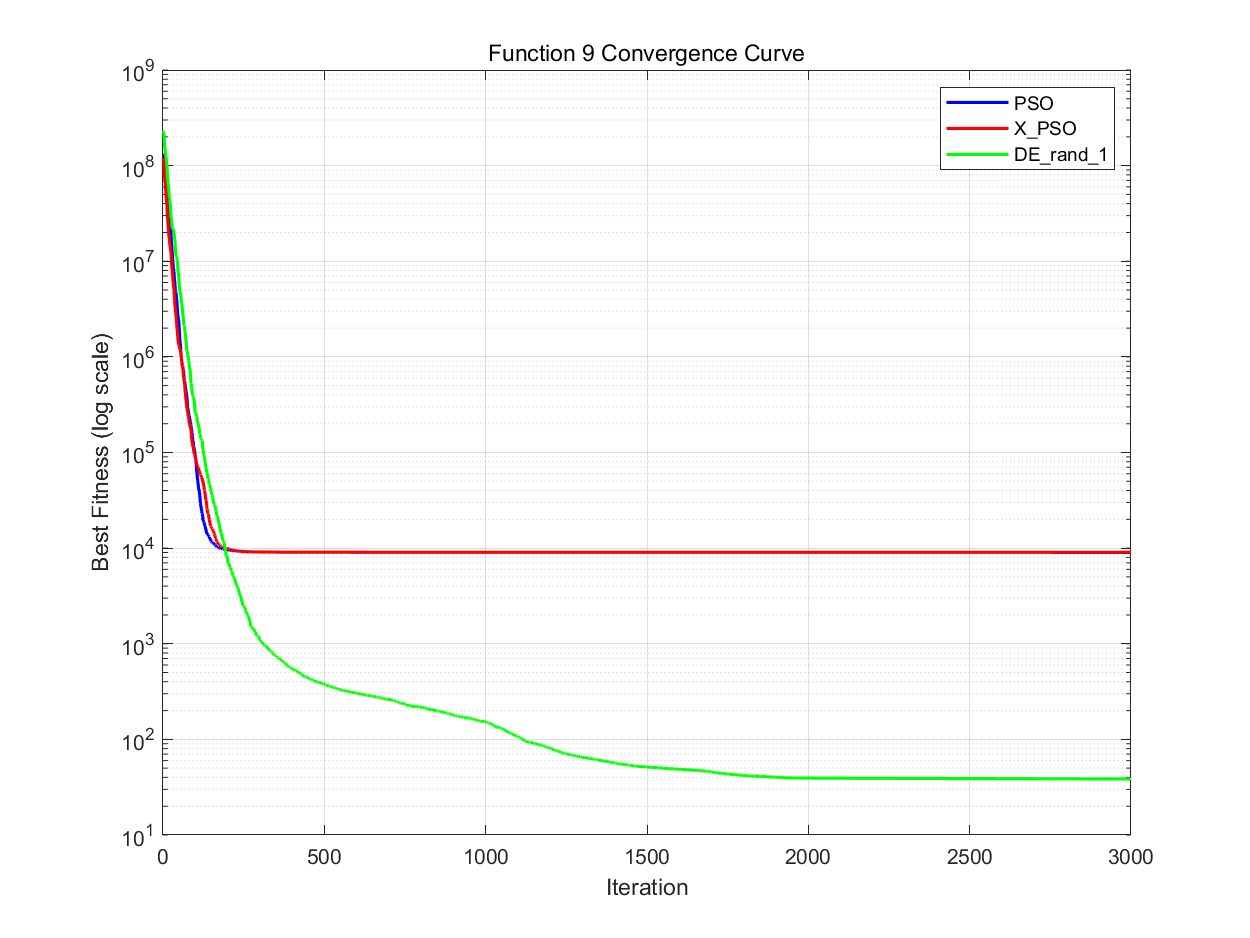 Function 9 Convergence Curve
PSO
X_PSO
DE_rand_1
Best Fitness (log scale)
10^9
10^8
10^7
10^6
10^5
10^4
10^3
10^2
10^1
0 500 1000 1500 2000 2500 3000
Iteration